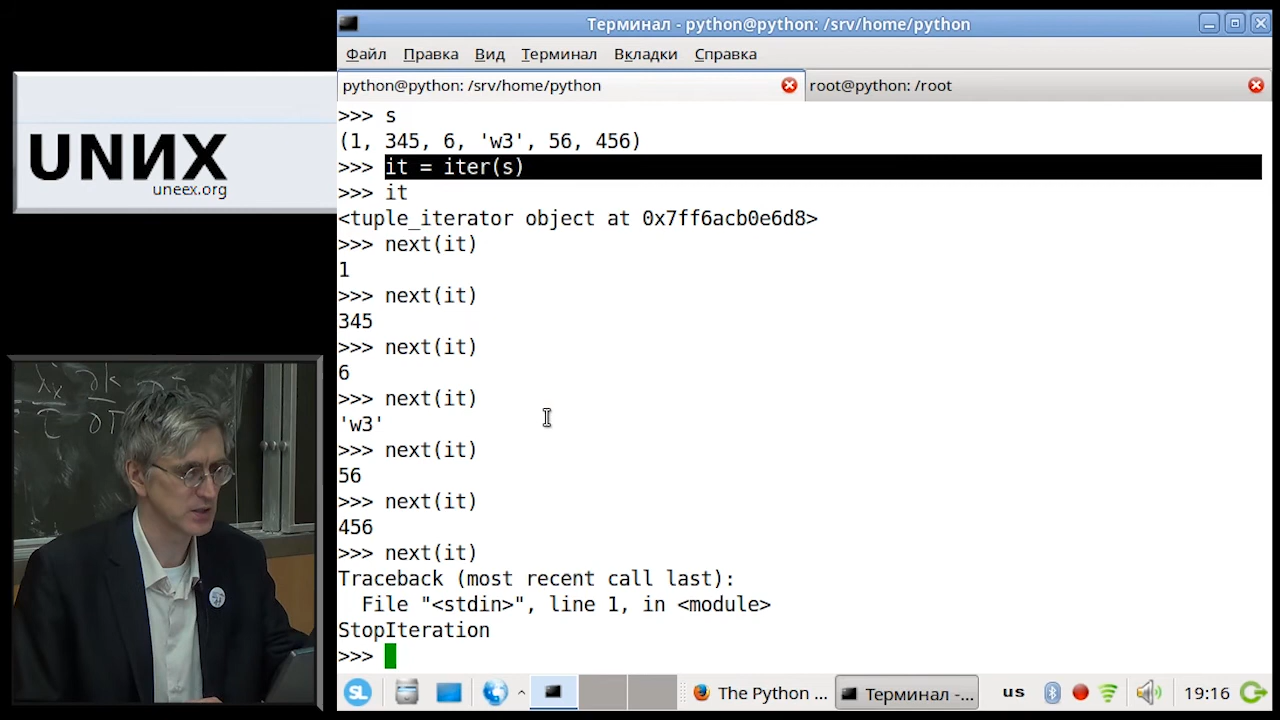 UNИX
uneex.org
Терминал - python@python: /srv/home/python
Файл Правка Вид Терминал Вкладки Справка
python@python: /srv/home/python
root@python: /root
>>> s
(1, 345, 6, 'w3', 56, 456)
>>> it = iter(s)
>>> it
<tuple_iterator object at 0x7ff6acb0e6d8>
>>> next(it)
1
>>> next(it)
345
>>> next(it)
6
>>> next(it)
'w3'
>>> next(it)
56
>>> next(it)
456
>>> next(it)
Traceback (most recent call last):
  File "<stdin>", line 1, in <module>
StopIteration
>>>
The Python ... Терминал -... us 19:16